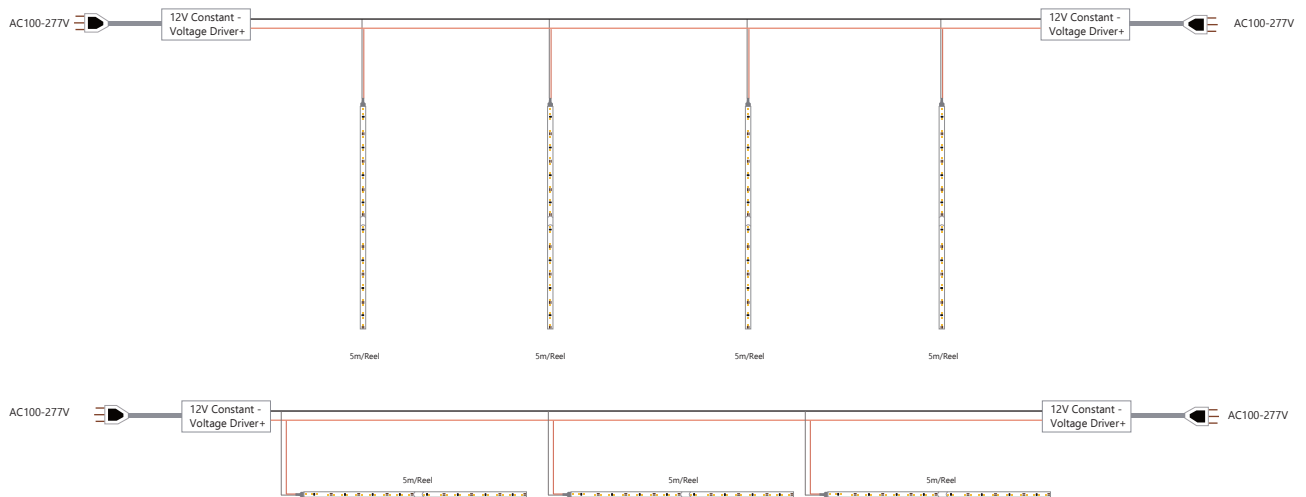 AC100-277V
12V Constant -
Voltage Driver+
12V Constant -
Voltage Driver+
AC100-277V
5m/Reel
5m/Reel
5m/Reel
5m/Reel
AC100-277V
12V Constant -
Voltage Driver+
12V Constant -
Voltage Driver+
AC100-277V
5m/Reel
5m/Reel
5m/Reel